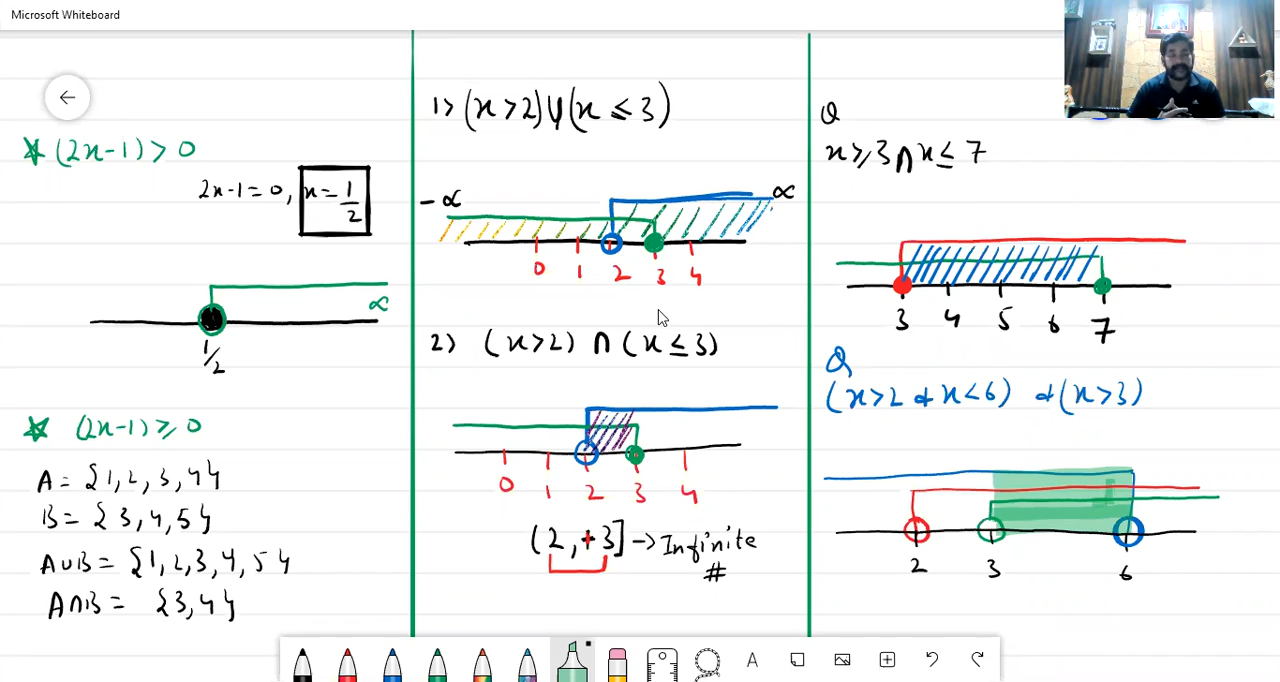 Microsoft Whiteboard
* (2x-1) > 0
2x-1=0, x=1/2
∝
1/2
* (2x-1) ≥ 0
A = {1, 2, 3, 4}
B = {3, 4, 5}
A∪B = {1, 2, 3, 4, 5}
A∩B = {3, 4}
1) (x>2)∪(x≤3)
-∝ ∝
0 1 2 3 4
2) (x>2) ∩ (x≤3)
0 1 2 3 4
(2, +3] → Infinite
#
Q
x≥3∩x≤7
3 4 5 6 7
Q
(x>2 & x<6) & (x>3)
2 3 6
A